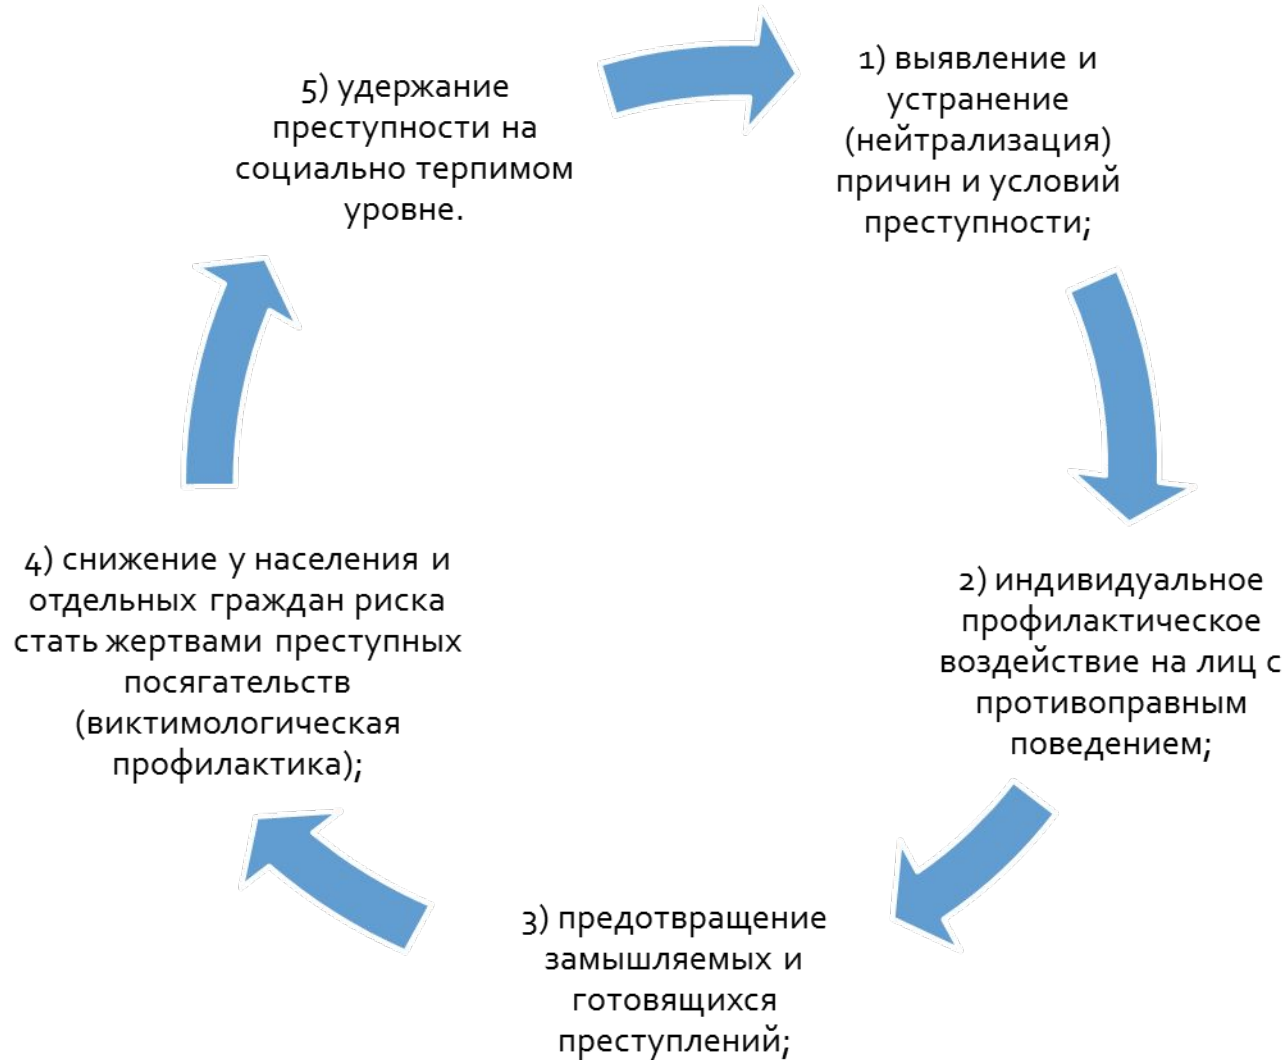 1) выявление и
устранение
(нейтрализация)
причин и условий
преступности;
2) индивидуальное
профилактическое
воздействие на лиц с
противоправным
поведением;
3) предотвращение
замышляемых и
готовящихся
преступлений;
4) снижение у населения и
отдельных граждан риска
стать жертвами преступных
посягательств
(виктимологическая
профилактика);
5) удержание
преступности на
социально терпимом
уровне.